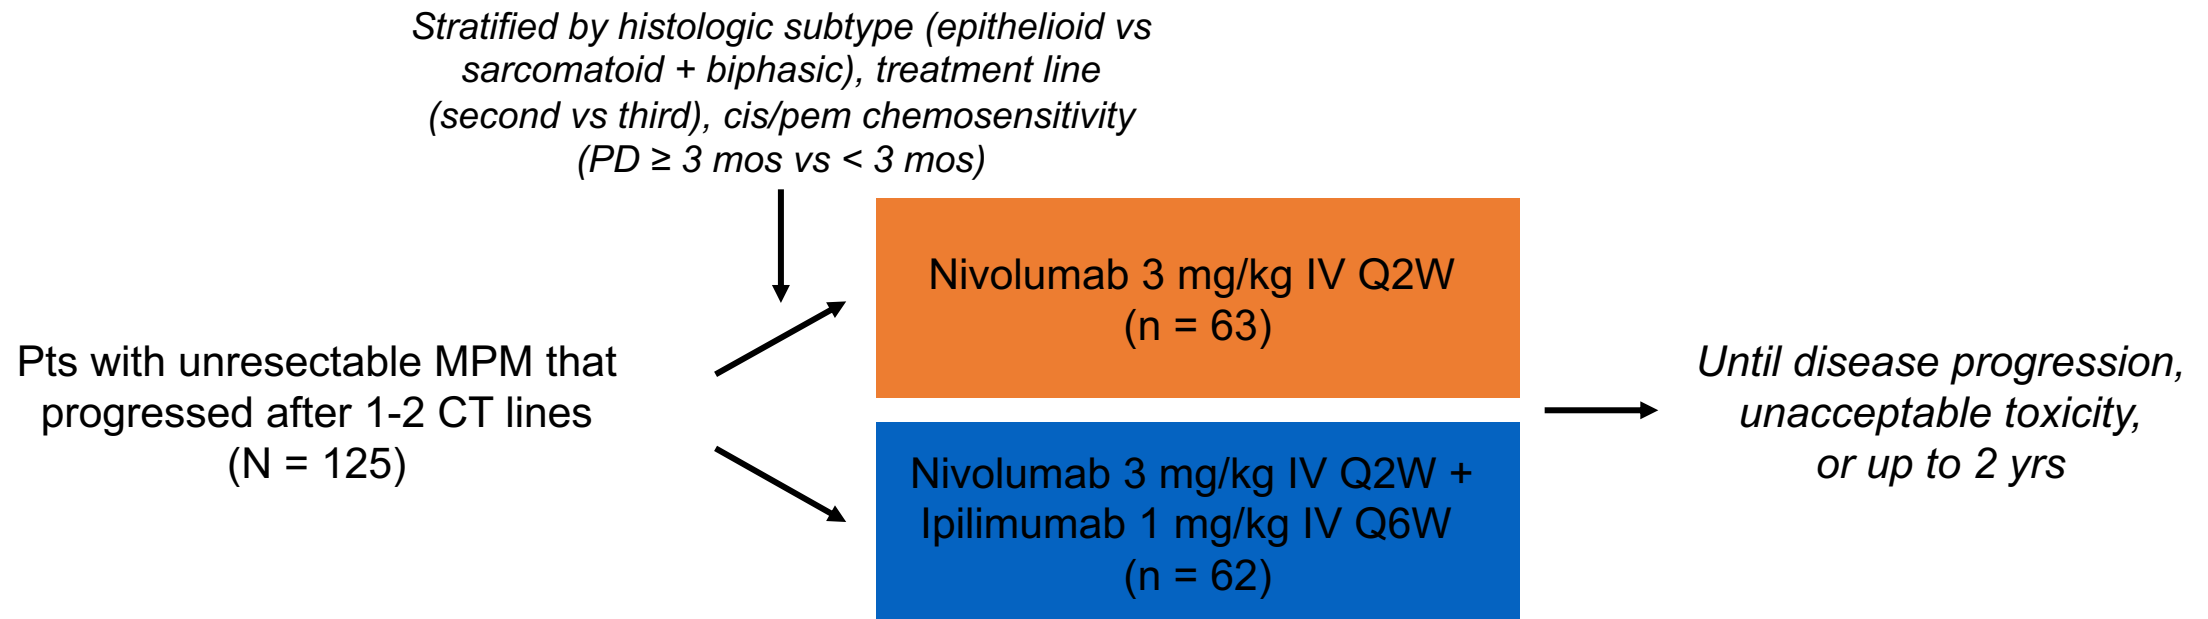 Stratified by histologic subtype (epithelioid vs
sarcomatoid + biphasic), treatment line
(second vs third), cis/pem chemosensitivity
(PD ≥ 3 mos vs < 3 mos)
Pts with unresectable MPM that
progressed after 1-2 CT lines
(N = 125)
Nivolumab 3 mg/kg IV Q2W
(n = 63)
Nivolumab 3 mg/kg IV Q2W +
Ipilimumab 1 mg/kg IV Q6W
(n = 62)
Until disease progression,
unacceptable toxicity,
or up to 2 yrs